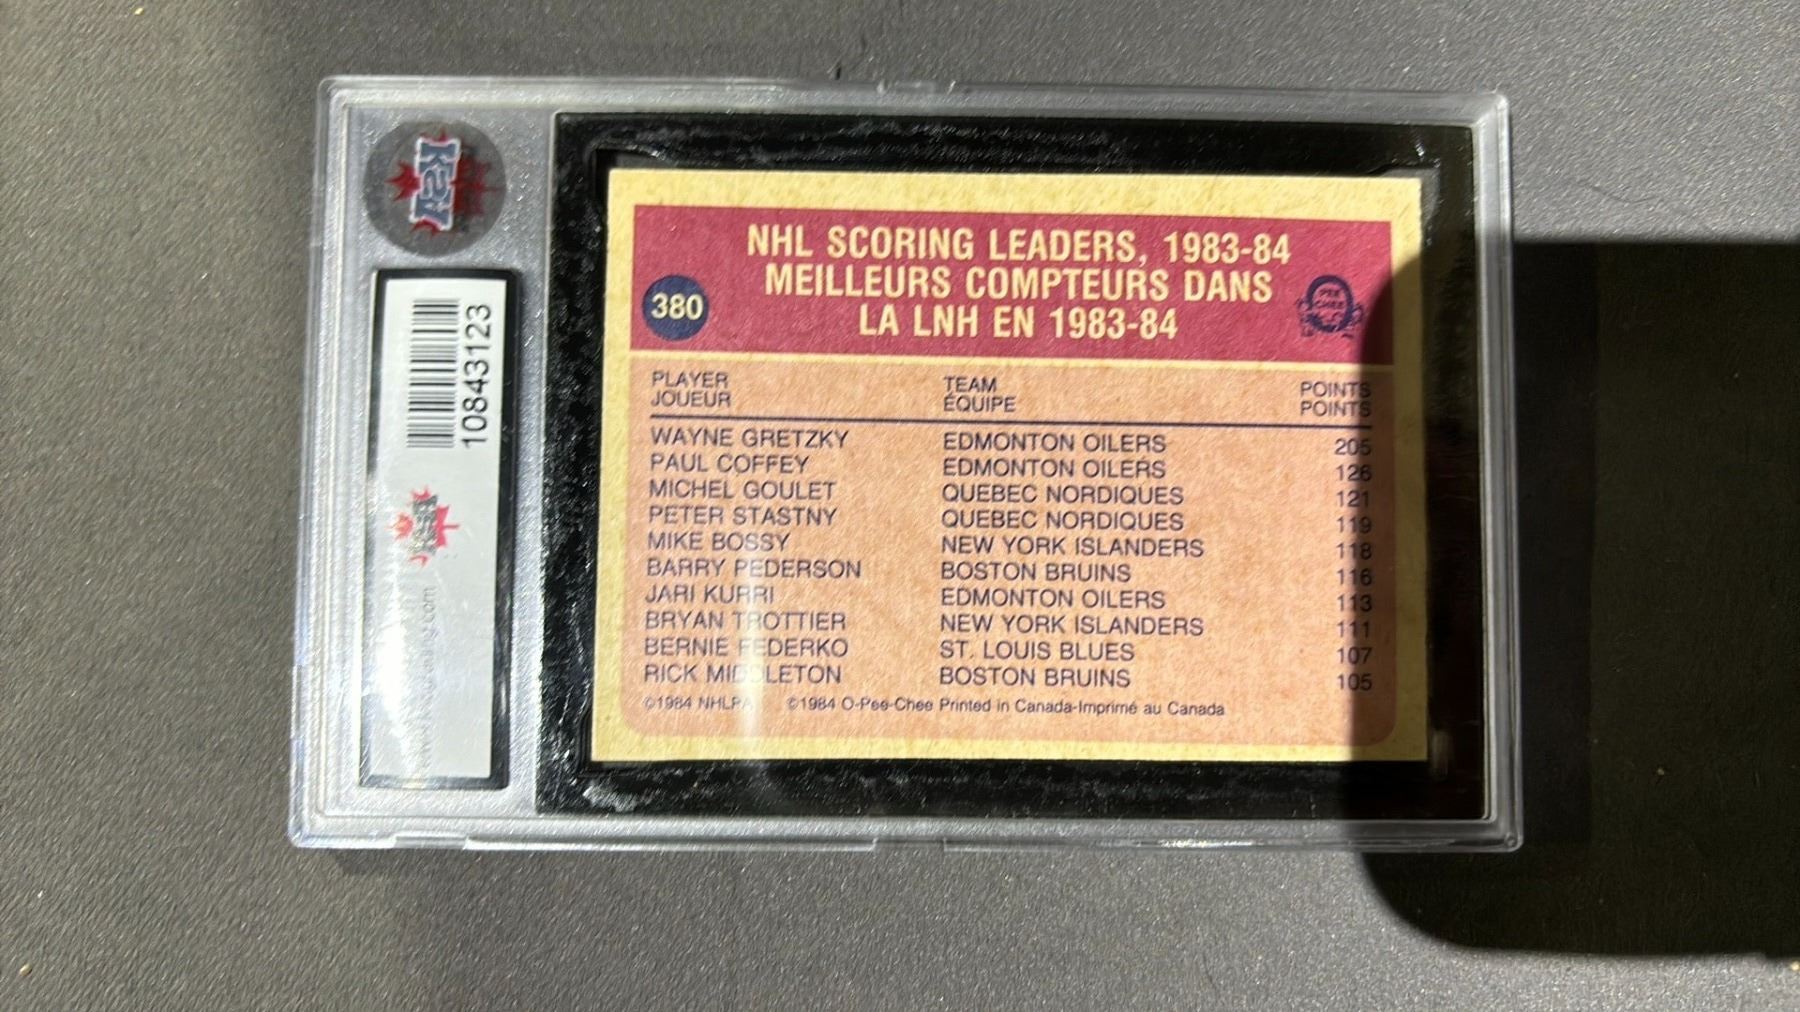 KSA
10843123
KSA
NHL SCORING LEADERS, 1983-84
MEILLEURS COMPTEURS DANS
LA LNH EN 1983-84
380
PEE
CHEE
PLAYER TEAM POINTS
JOUEUR ÉQUIPE POINTS
WAYNE GRETZKY EDMONTON OILERS 205
PAUL COFFEY EDMONTON OILERS 126
MICHEL GOULET QUEBEC NORDIQUES 121
PETER STASTNY QUEBEC NORDIQUES 119
MIKE BOSSY NEW YORK ISLANDERS 118
BARRY PEDERSON BOSTON BRUINS 116
JARI KURRI EDMONTON OILERS 113
BRYAN TROTTIER NEW YORK ISLANDERS 111
BERNIE FEDERKO ST. LOUIS BLUES 107
RICK MIDDLETON BOSTON BRUINS 105
©1984 NHLPA ©1984 O-Pee-Chee Printed in Canada-Imprimé au Canada